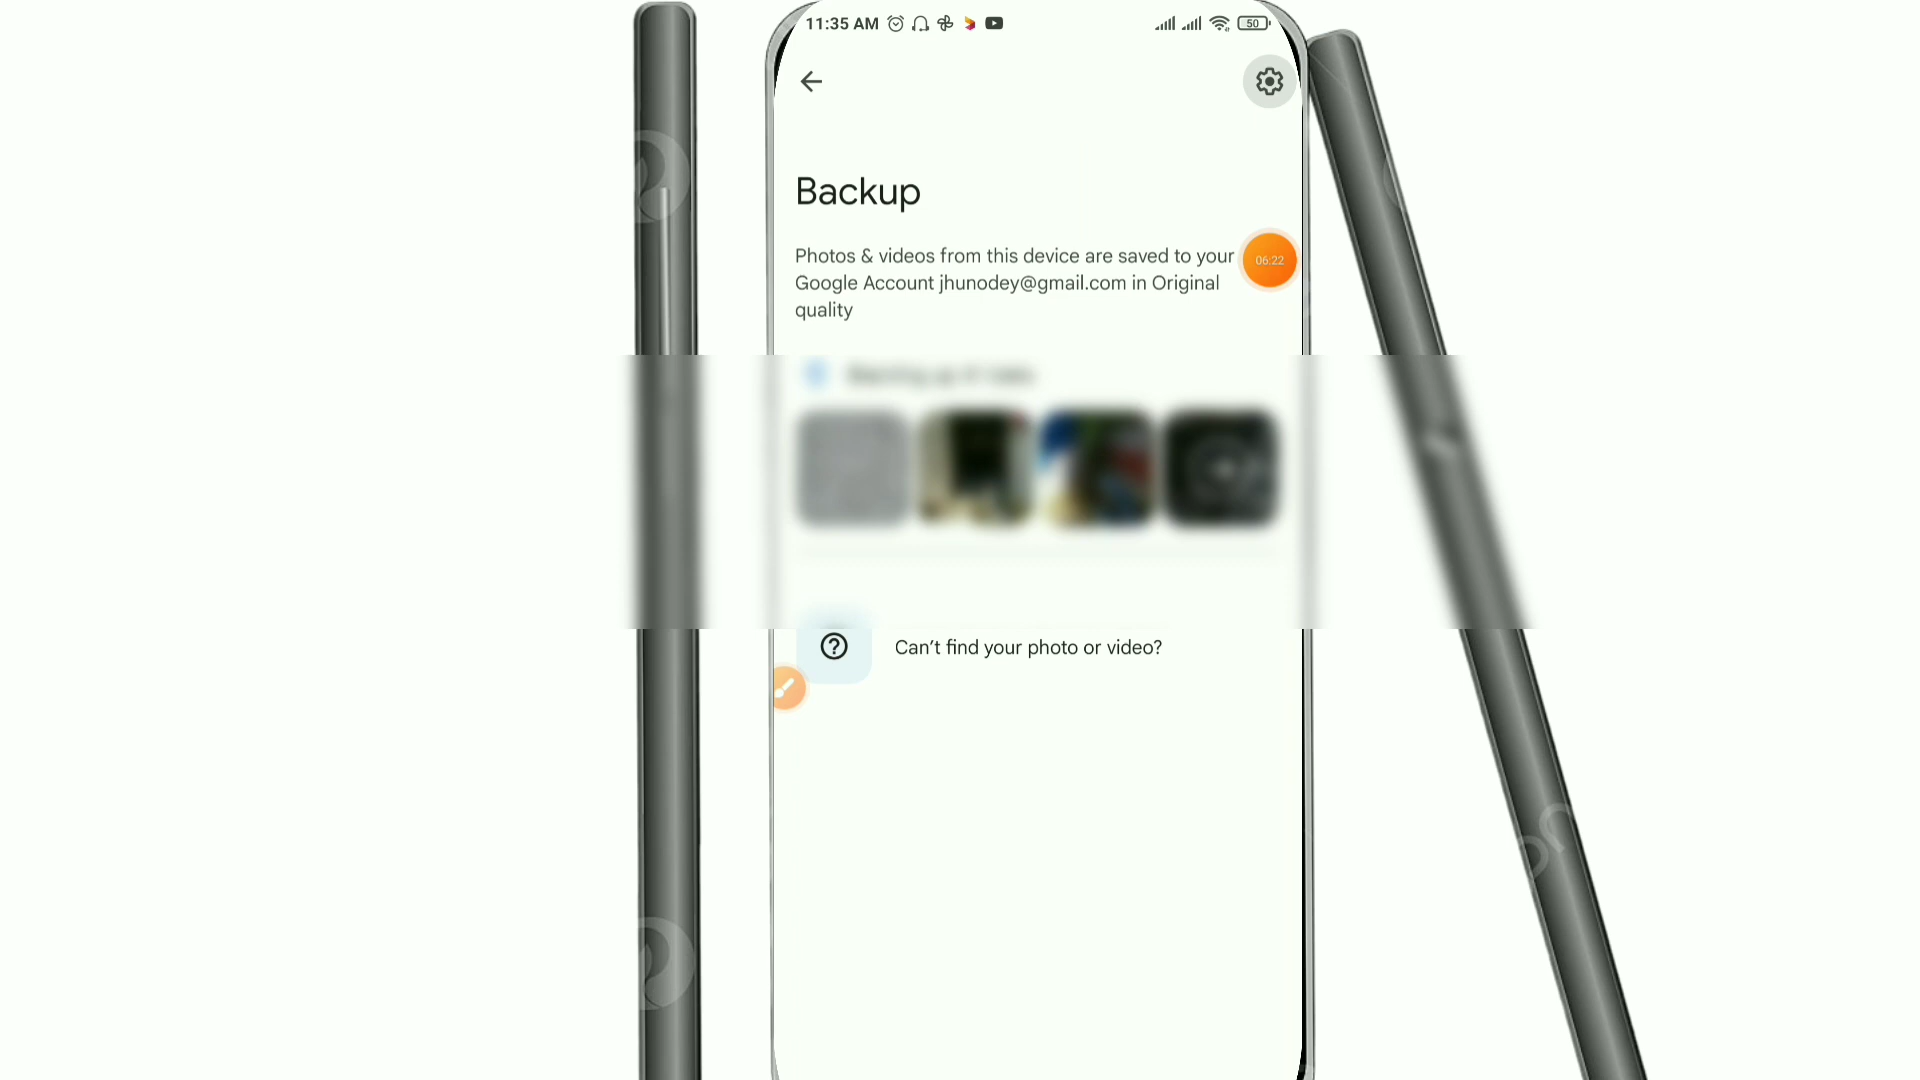 11:35 AM
50
Backup
Photos & videos from this device are saved to your
Google Account jhunodey@gmail.com in Original
quality
06:22
Can't find your photo or video?